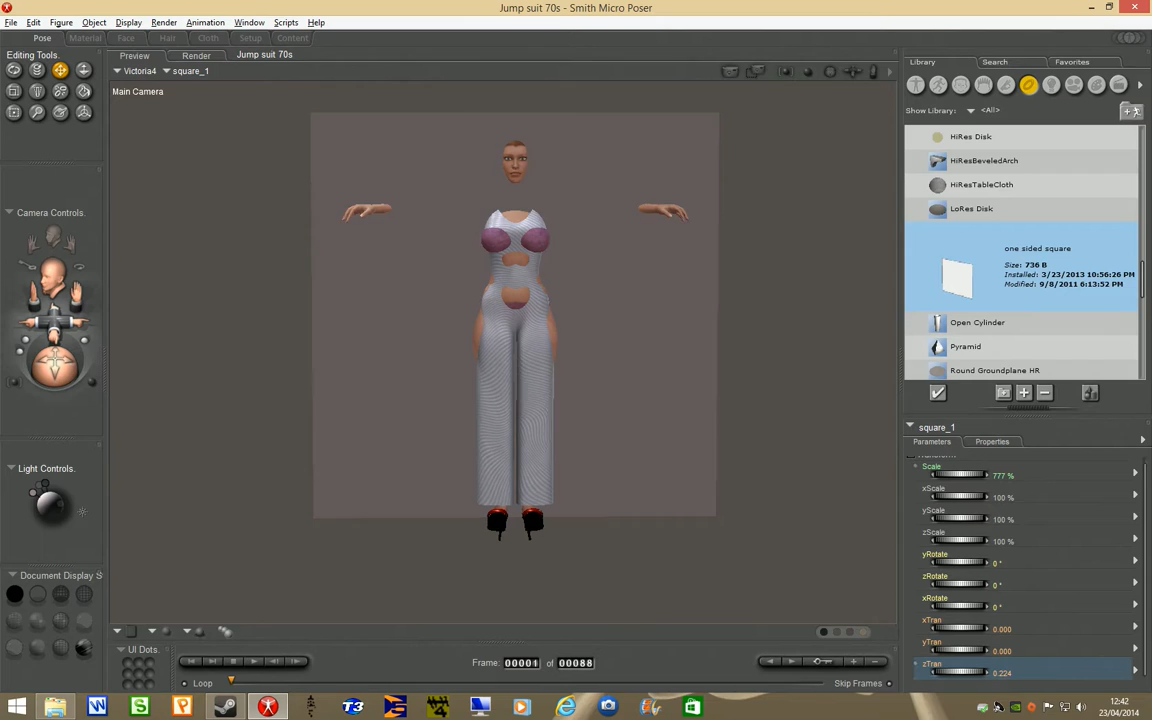 Jump suit 70s - Smith Micro Poser
File Edit Figure Object Display Render Animation Window Scripts Help
Pose Material Face Hair Cloth Setup Content
Editing Tools.
Preview Render Jump suit 70s
Victoria4 square_1
Main Camera
Camera Controls.
Light Controls.
Document Display S
UI Dots.
Frame: 00001 of 00088
Loop
Skip Frames
Library Search Favorites
Show Library: <All>
HiRes Disk
HiResBeveledArch
HiResTableCloth
LoRes Disk
one sided square
Size: 736 B
Installed: 3/23/2013 10:56:26 PM
Modified: 9/8/2011 6:13:52 PM
Open Cylinder
Pyramid
Round Groundplane HR
square_1
Parameters Properties
Scale
777 %
xScale
100 %
yScale
100 %
zScale
100 %
yRotate
0 °
zRotate
0 °
xRotate
0 °
xTran
0.000
yTran
0.000
zTran
0.224
12:42
23/04/2014